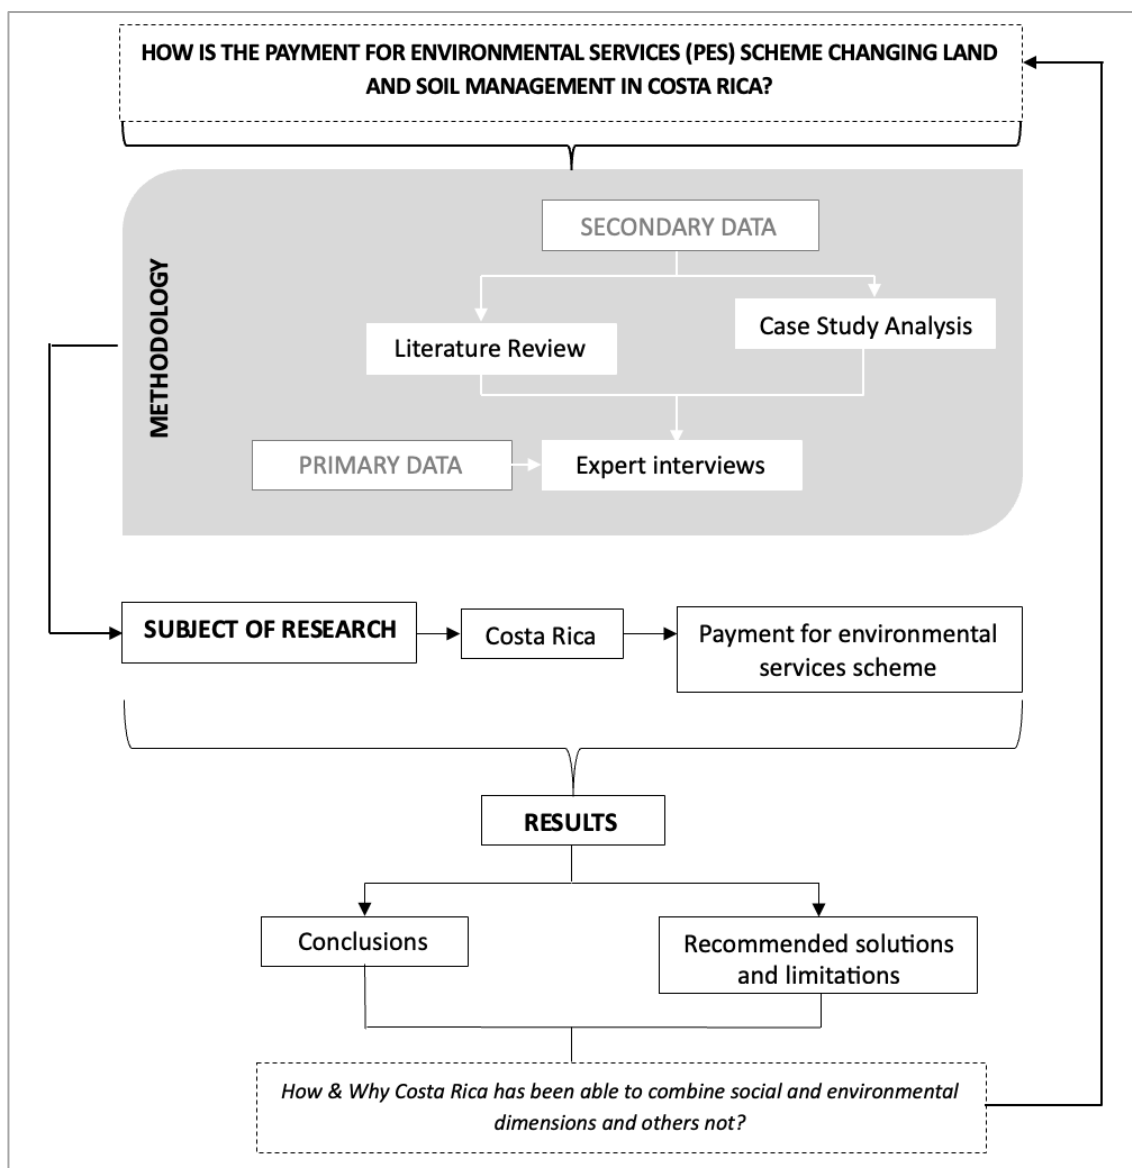 HOW IS THE PAYMENT FOR ENVIRONMENTAL SERVICES (PES) SCHEME CHANGING LAND
AND SOIL MANAGEMENT IN COSTA RICA?
METHODOLOGY
SECONDARY DATA
Literature Review
Case Study Analysis
PRIMARY DATA
Expert interviews
SUBJECT OF RESEARCH
Costa Rica
Payment for environmental
services scheme
RESULTS
Conclusions
Recommended solutions
and limitations
How & Why Costa Rica has been able to combine social and environmental
dimensions and others not?